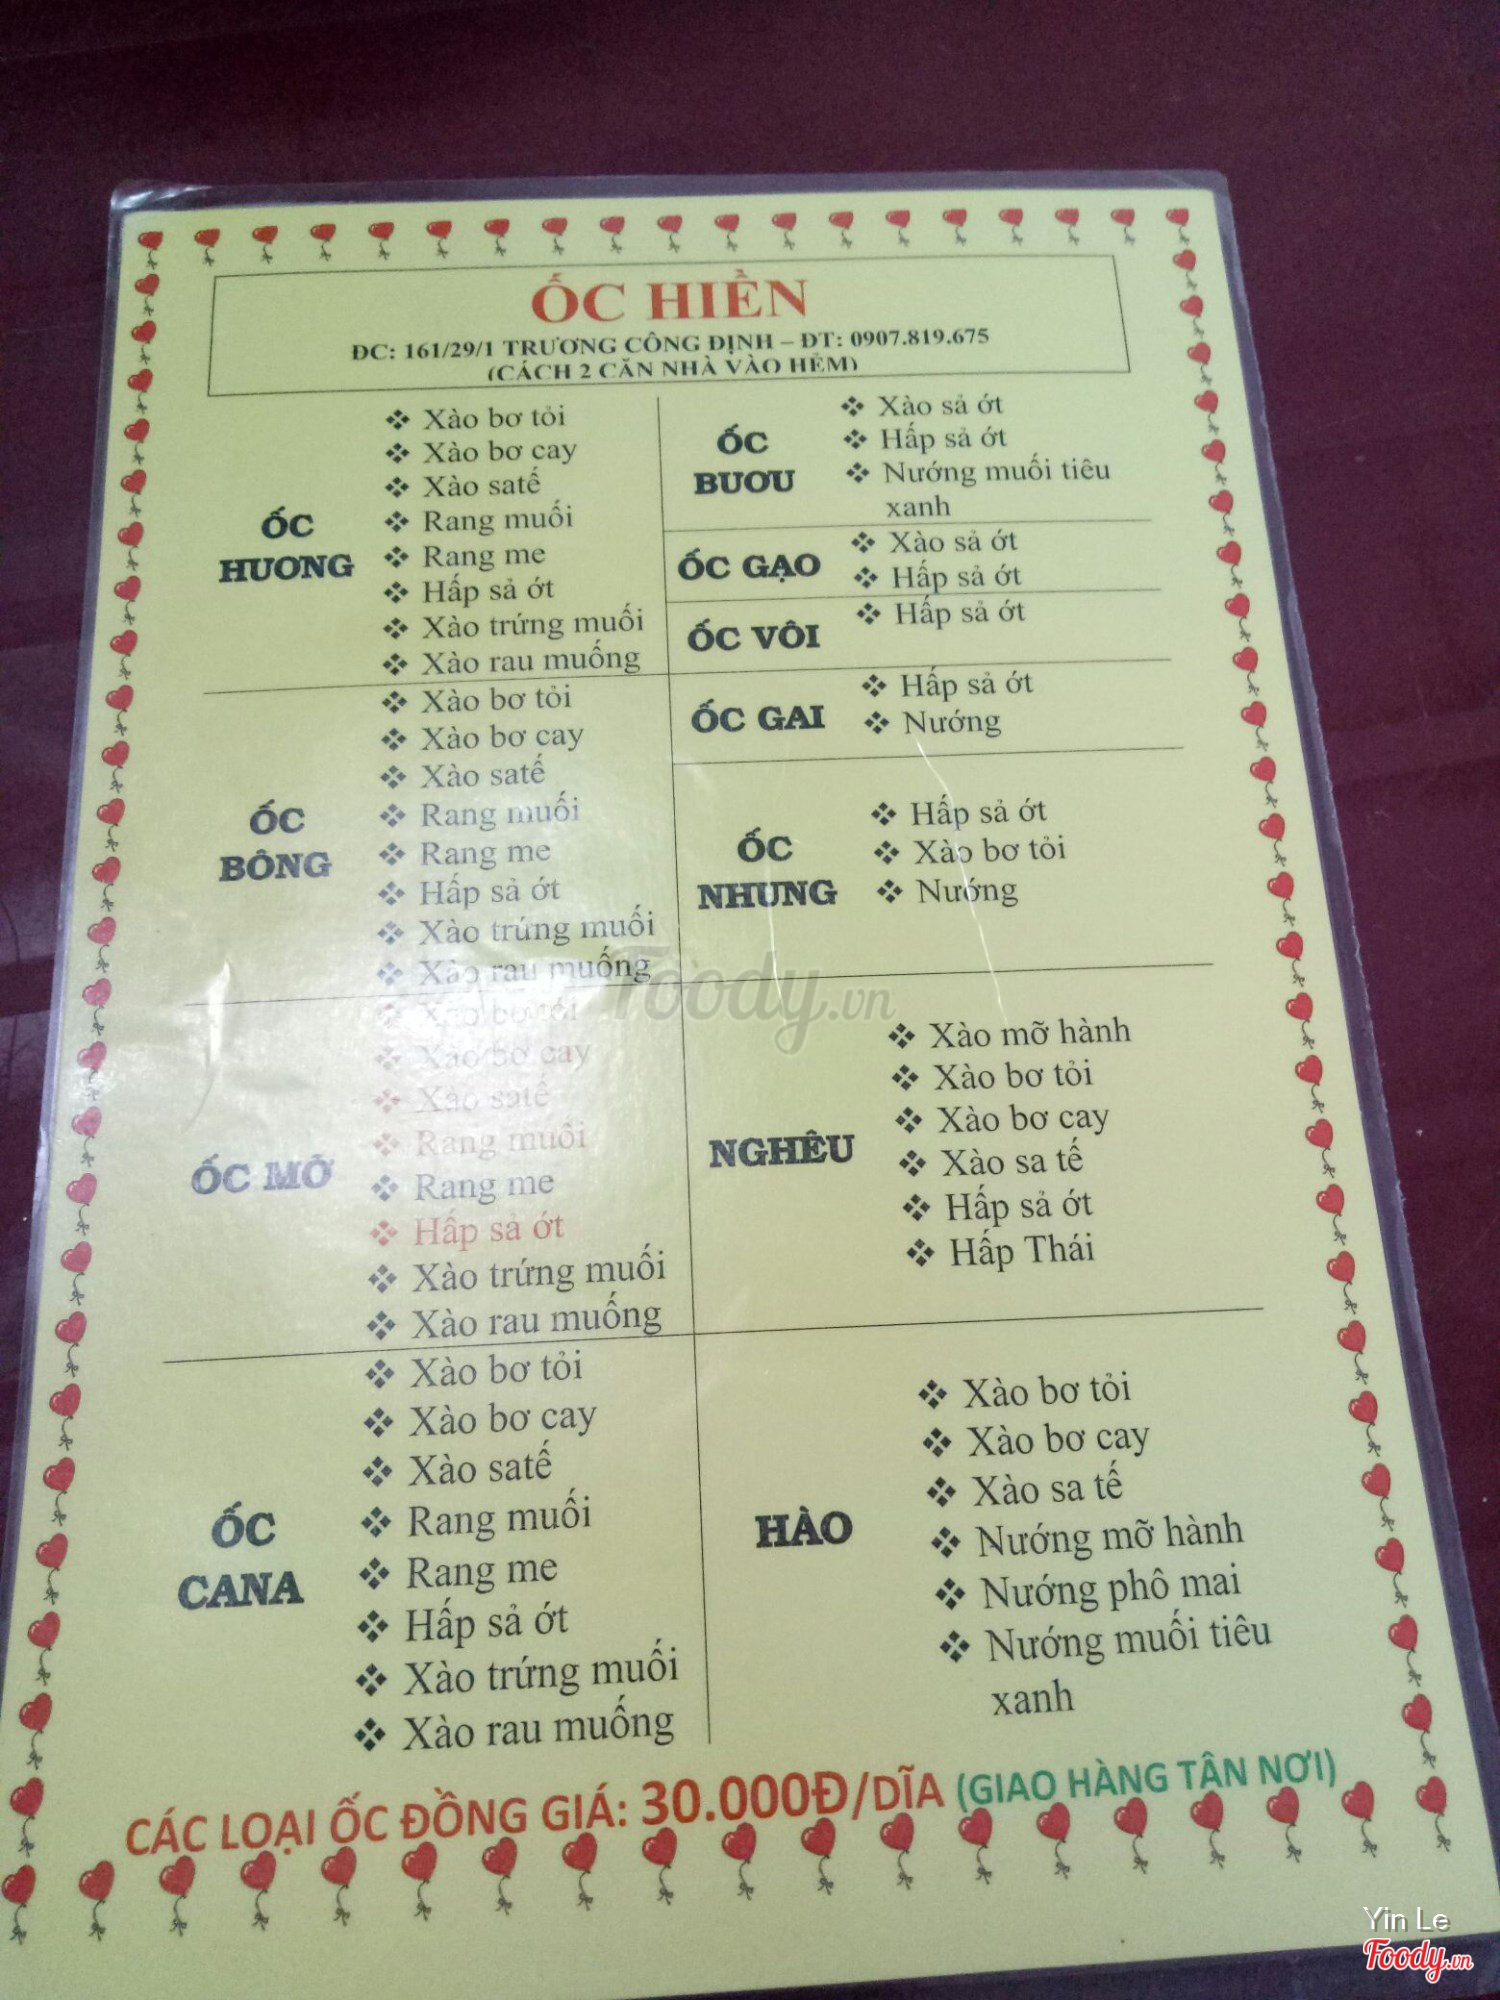 ỐC HIỀN
ĐC: 161/29/1 TRƯƠNG CÔNG ĐỊNH – ĐT: 0907.819.675
(CÁCH 2 CĂN NHÀ VÀO HẺM)
ỐC
HUONG
Xào bơ tỏi
Xào bơ cay
Xào satế
Rang muối
Rang me
Hấp sả ớt
Xào trứng muối
Xào rau muống
ỐC
BÔNG
Xào bơ tỏi
Xào bơ cay
Xào satế
Rang muối
Rang me
Hấp sả ớt
Xào trứng muối
Xào rau muống
ỐC MỠ
Xào bơ tỏi
Xào bơ cay
Xào satế
Rang muối
Rang me
Hấp sả ớt
Xào trứng muối
Xào rau muống
ỐC
CANA
Xào bơ tỏi
Xào bơ cay
Xào satế
Rang muối
Rang me
Hấp sả ớt
Xào trứng muối
Xào rau muống
ỐC
BUOU
Xào sả ớt
Hấp sả ớt
Nướng muối tiêu
xanh
ỐC GẠO
Xào sả ớt
Hấp sả ớt
ỐC VÔI
Hấp sả ớt
ỐC GAI
Hấp sả ớt
Nướng
ỐC
NHUNG
Hấp sả ớt
Xào bơ tỏi
Nướng
NGHÊU
Xào mỡ hành
Xào bơ tỏi
Xào bơ cay
Xào sa tế
Hấp sả ớt
Hấp Thái
HÀO
Xào bơ tỏi
Xào bơ cay
Xào sa tế
Nướng mỡ hành
Nướng phô mai
Nướng muối tiêu
xanh
CÁC LOẠI ỐC ĐỒNG GIÁ: 30.000Đ/DĨA (GIAO HÀNG TÂN NƠI)
Foody.vn
Yin Le
Foody.vn